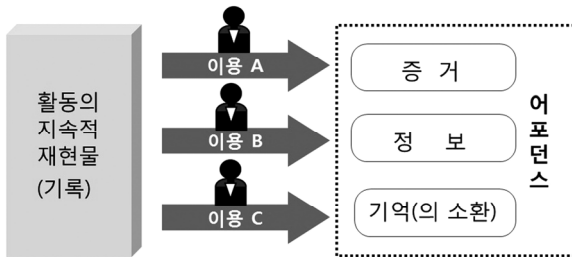 활동의
지속적
재현물
(기록)
이용 A
이용 B
이용 C
증 거
정 보
기억(의 소환)
어포던스